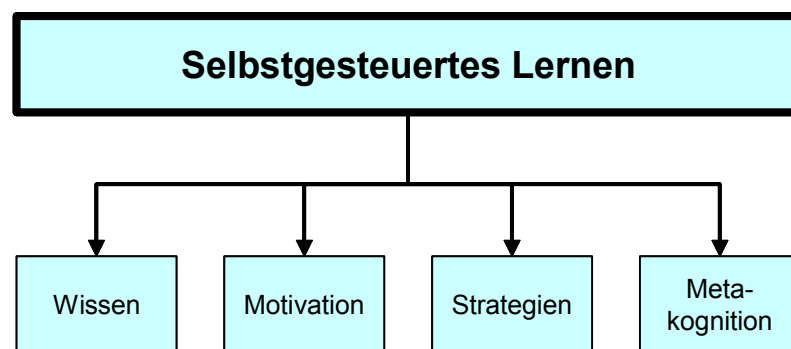 Selbstgesteuertes Lernen
Wissen
Motivation
Strategien
Meta-
kognition